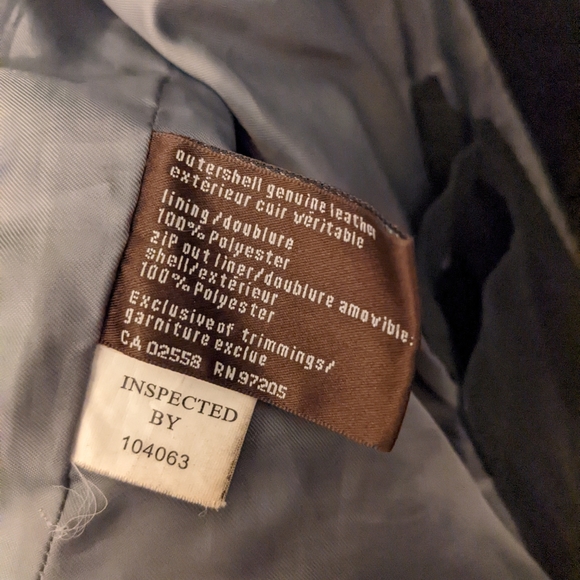 outershell genuine leather
extérieur cuir véritable
lining/doublure
100% Polyester
zip out liner/doublure amovible:
shell/extérieur
100% Polyester
Exclusive of trimmings/
garniture exclue
CA 02558 RN 97205
INSPECTED
BY
104063